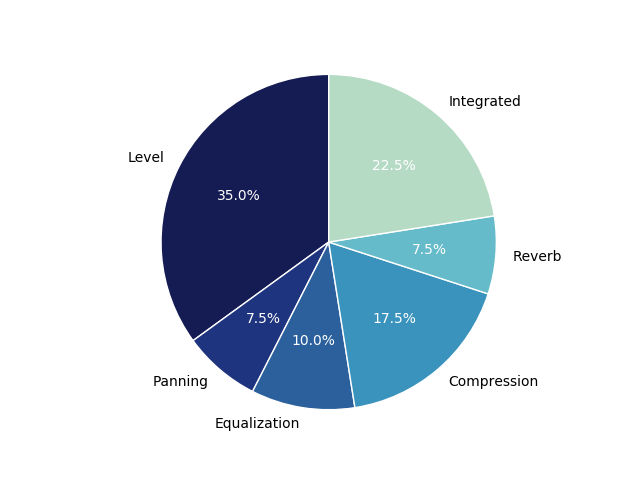 Integrated
Level
22.5%
35.0%
7.5%
Reverb
7.5%
17.5%
10.0%
Panning
Compression
Equalization